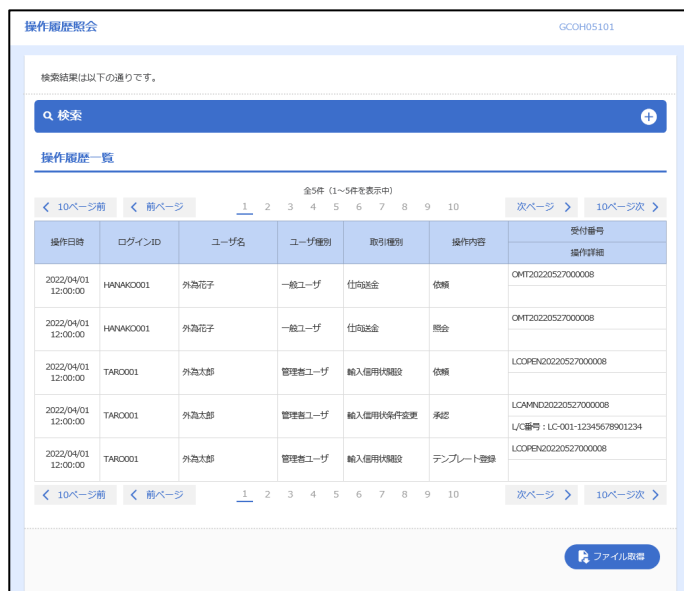 操作履歴照会 GCOH05101
検索結果は以下の通りです。
検索
操作履歴一覧
全5件（1～5件を表示中）
10ページ前 前ページ 1 2 3 4 5 6 7 8 9 10 次ページ 10ページ次
操作日時 ログインID ユーザ名 ユーザ種別 取引種別 操作内容 受付番号
操作詳細
2022/04/01 12:00:00 HANAKO001 外為花子 一般ユーザ 仕向送金 依頼 OMT20220527000008
2022/04/01 12:00:00 HANAKO001 外為花子 一般ユーザ 仕向送金 照会 OMT20220527000008
2022/04/01 12:00:00 TARO001 外為太郎 管理者ユーザ 輸入信用状開設 依頼 LCOPEN20220527000008
2022/04/01 12:00:00 TARO001 外為太郎 管理者ユーザ 輸入信用状条件変更 承認 LCAMND20220527000008
L/C番号：LC-001-12345678901234
2022/04/01 12:00:00 TARO001 外為太郎 管理者ユーザ 輸入信用状開設 テンプレート登録 LCOPEN20220527000008
10ページ前 前ページ 1 2 3 4 5 6 7 8 9 10 次ページ 10ページ次
ファイル取得